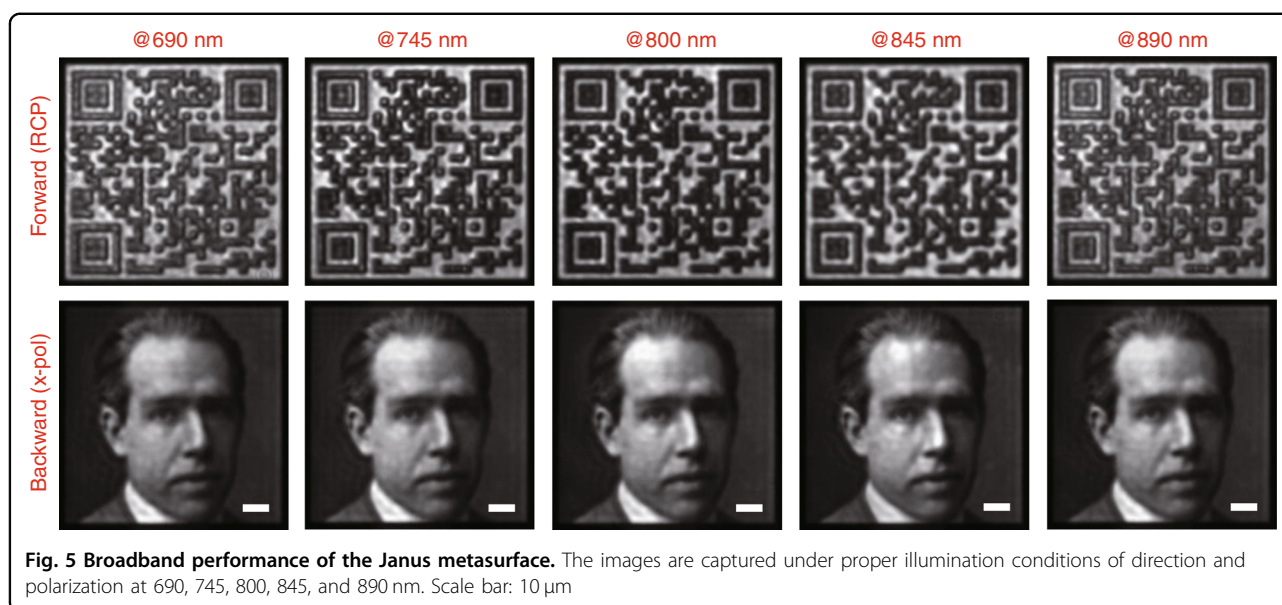 @690 nm @745 nm @800 nm @845 nm @890 nm
Forward (RCP)
Backward (x-pol)
Fig. 5 Broadband performance of the Janus metasurface. The images are captured under proper illumination conditions of direction and
polarization at 690, 745, 800, 845, and 890 nm. Scale bar: 10 μm